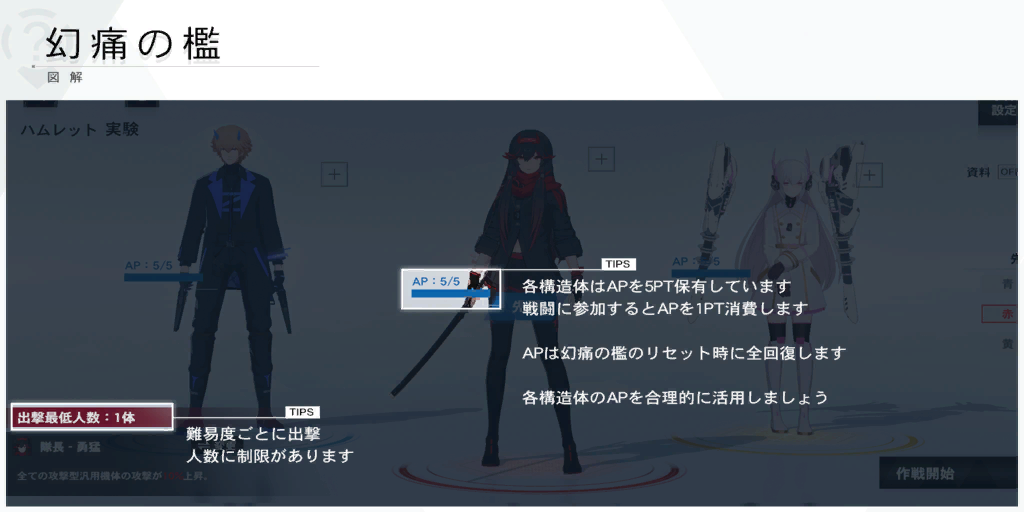 幻痛の檻
図解
ハムレット 実験
設定
資料 OFF
AP：5/5
AP：5/5
AP：5/5
TIPS
各構造体はAPを5PT保有しています
戦闘に参加するとAPを1PT消費します
APは幻痛の檻のリセット時に全回復します
各構造体のAPを合理的に活用しましょう
青
赤
黄
出撃最低人数：1体
TIPS
難易度ごとに出撃
人数に制限があります
隊長 - 勇猛
全ての攻撃型汎用機体の攻撃が
上昇。
作戦開始